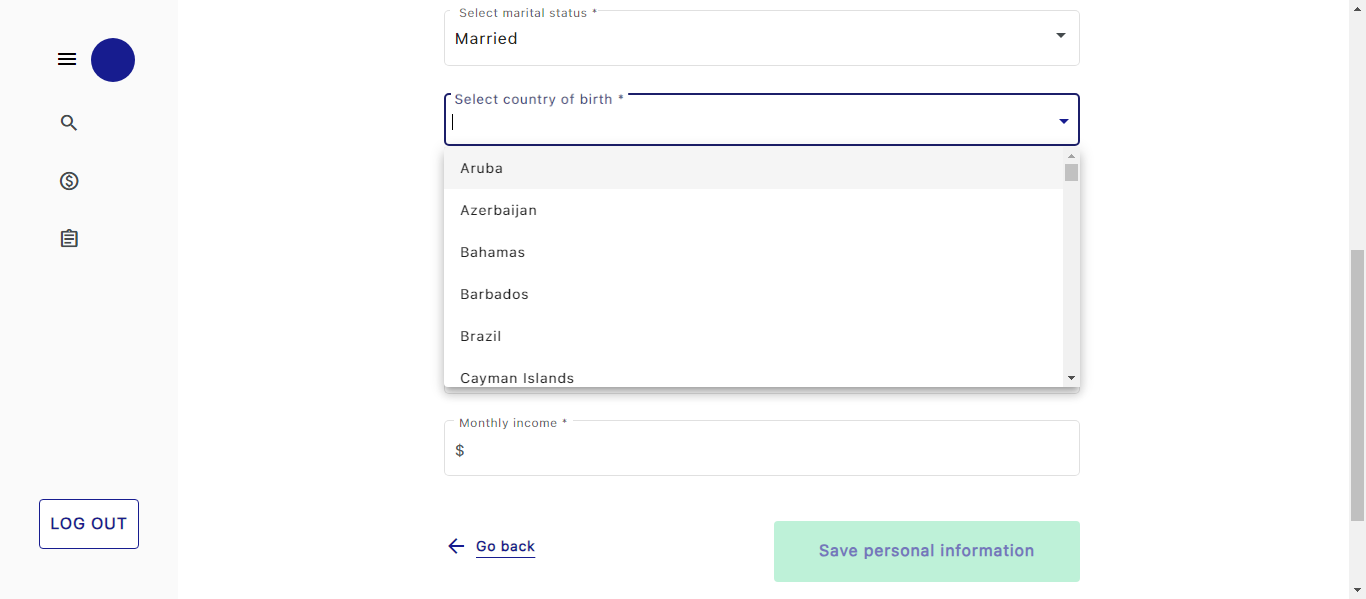 Select marital status *
Married
Select country of birth *
Aruba
Azerbaijan
Bahamas
Barbados
Brazil
Cayman Islands
Monthly income *
$
LOG OUT
Go back
Save personal information